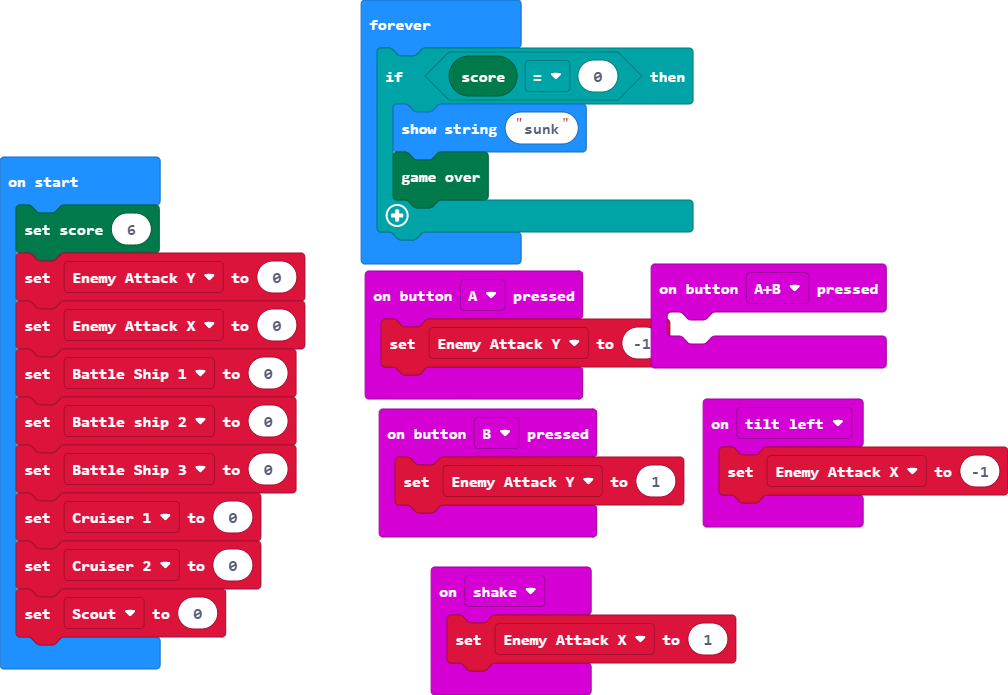 on start
set score 6
set Enemy Attack Y to 0
set Enemy Attack X to 0
set Battle Ship 1 to 0
set Battle ship 2 to 0
set Battle Ship 3 to 0
set Cruiser 1 to 0
set Cruiser 2 to 0
set Scout to 0
forever
if score = 0 then
show string "sunk"
game over
on button A pressed
set Enemy Attack Y to -1
on button A+B pressed
on button B pressed
set Enemy Attack Y to 1
on tilt left
set Enemy Attack X to -1
on shake
set Enemy Attack X to 1